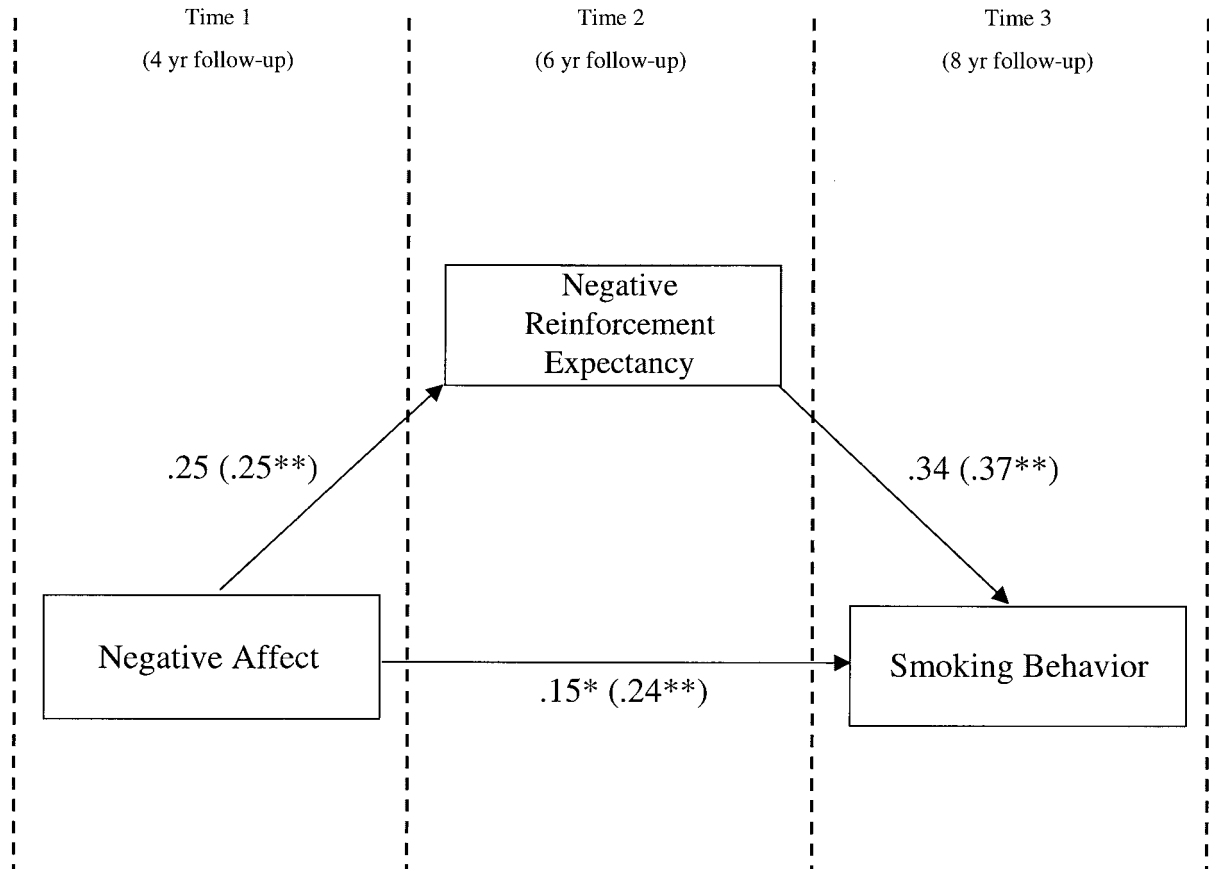 Time 1
(4 yr follow-up)
Time 2
(6 yr follow-up)
Time 3
(8 yr follow-up)
Negative
Reinforcement
Expectancy
.25 (.25**)
.34 (.37**)
Negative Affect
.15* (.24**)
Smoking Behavior